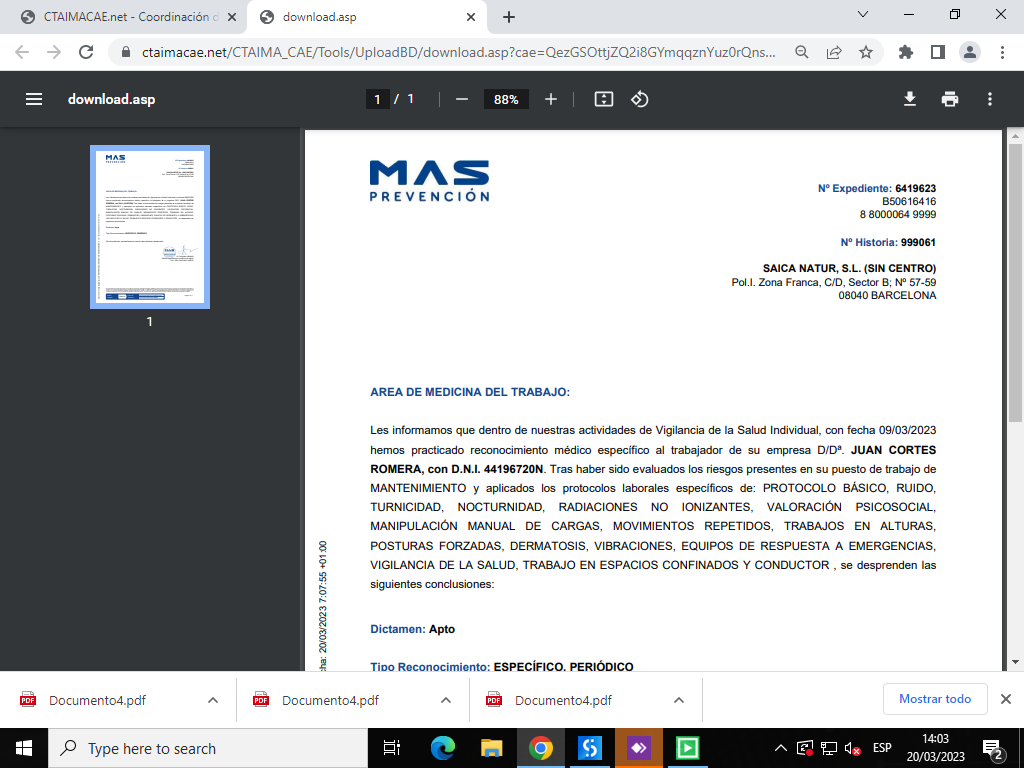 CTAIMACAE.net - Coordinación d
download.asp
ctaimacae.net/CTAIMA_CAE/Tools/UploadBD/download.asp?cae=QezGSOttjZQ2i8GYmqqznYuz0rQns...
download.asp
1 / 1
88%
1
MAS
PREVENCIÓN
Nº Expediente: 6419623
B50616416
8 8000064 9999
Nº Historia: 999061
SAICA NATUR, S.L. (SIN CENTRO)
Pol.I. Zona Franca, C/D, Sector B; Nº 57-59
08040 BARCELONA
AREA DE MEDICINA DEL TRABAJO:
Les informamos que dentro de nuestras actividades de Vigilancia de la Salud Individual, con fecha 09/03/2023
hemos practicado reconocimiento médico específico al trabajador de su empresa D/Dª. JUAN CORTES
ROMERA, con D.N.I. 44196720N. Tras haber sido evaluados los riesgos presentes en su puesto de trabajo de
MANTENIMIENTO y aplicados los protocolos laborales específicos de: PROTOCOLO BÁSICO, RUIDO,
TURNICIDAD, NOCTURNIDAD, RADIACIONES NO IONIZANTES, VALORACIÓN PSICOSOCIAL,
MANIPULACIÓN MANUAL DE CARGAS, MOVIMIENTOS REPETIDOS, TRABAJOS EN ALTURAS,
POSTURAS FORZADAS, DERMATOSIS, VIBRACIONES, EQUIPOS DE RESPUESTA A EMERGENCIAS,
VIGILANCIA DE LA SALUD, TRABAJO EN ESPACIOS CONFINADOS Y CONDUCTOR , se desprenden las
siguientes conclusiones:
Dictamen: Apto
Tipo Reconocimiento: ESPECÍFICO. PERIÓDICO
cha: 20/03/2023 7:07:55 +01:00
Documento4.pdf
Documento4.pdf
Documento4.pdf
Mostrar todo
Type here to search
ESP
14:03
20/03/2023
2